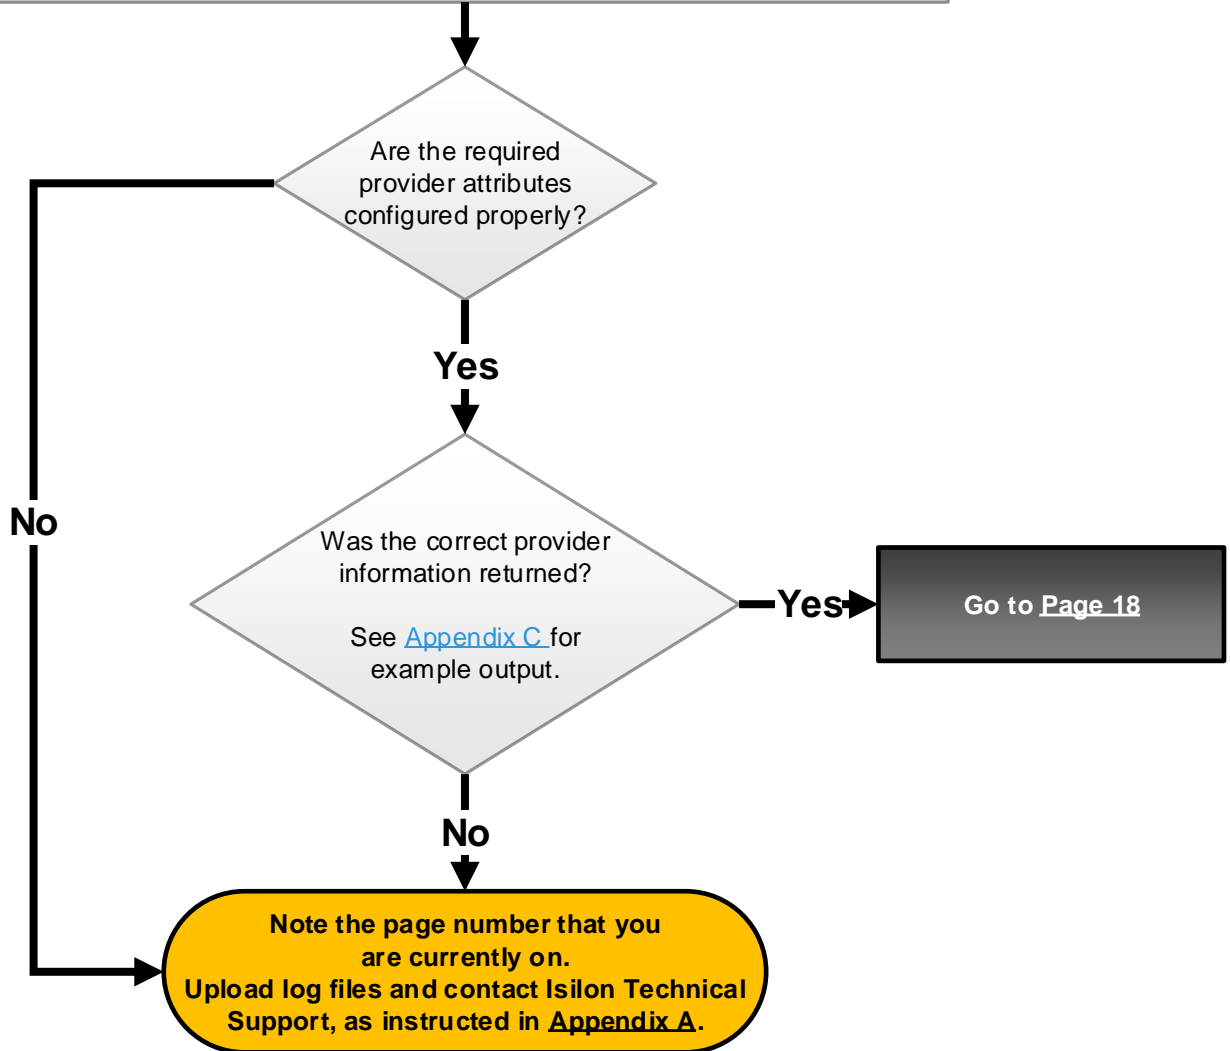 Are the required
provider attributes
configured properly?
Yes
No
Was the correct provider
information returned?
See Appendix C for
example output.
Yes
Go to Page 18
No
Note the page number that you
are currently on.
Upload log files and contact Isilon Technical
Support, as instructed in Appendix A.